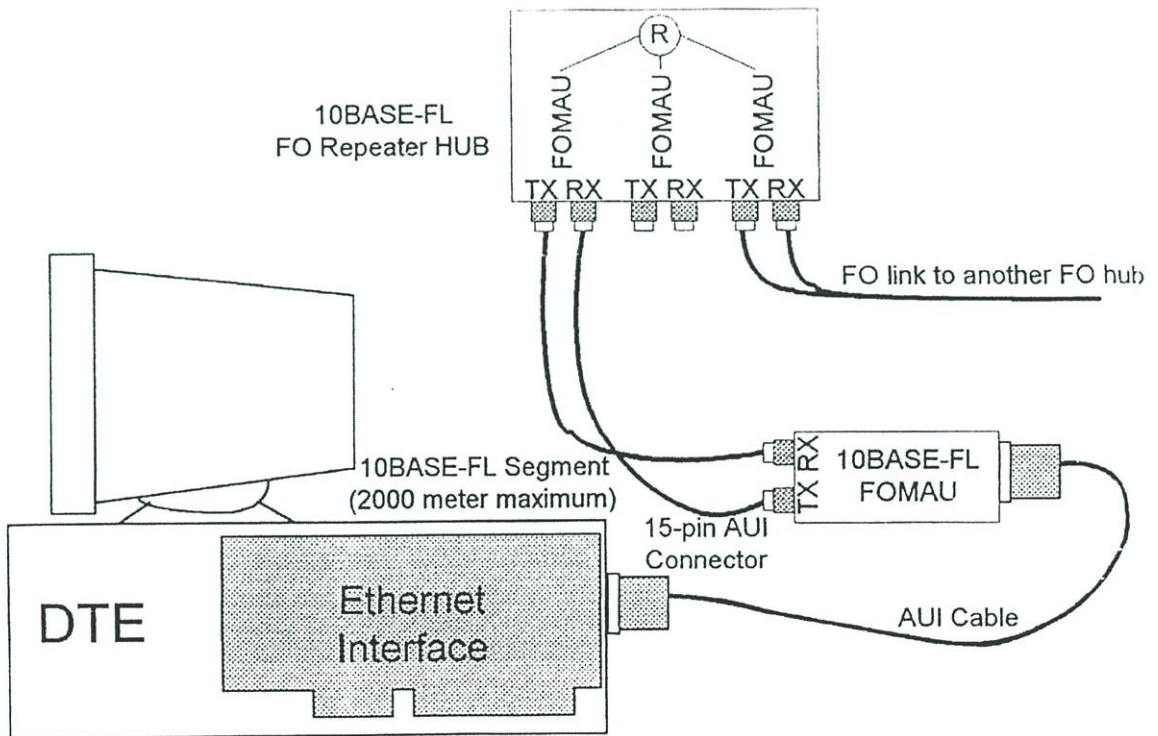 R
10BASE-FL
FO Repeater HUB
FOMAU
FOMAU
FOMAU
TX RX
TX RX
TX RX
FO link to another FO hub
10BASE-FL Segment
(2000 meter maximum)
TX RX
10BASE-FL
FOMAU
15-pin AUI
Connector
DTE
Ethernet
Interface
AUI Cable